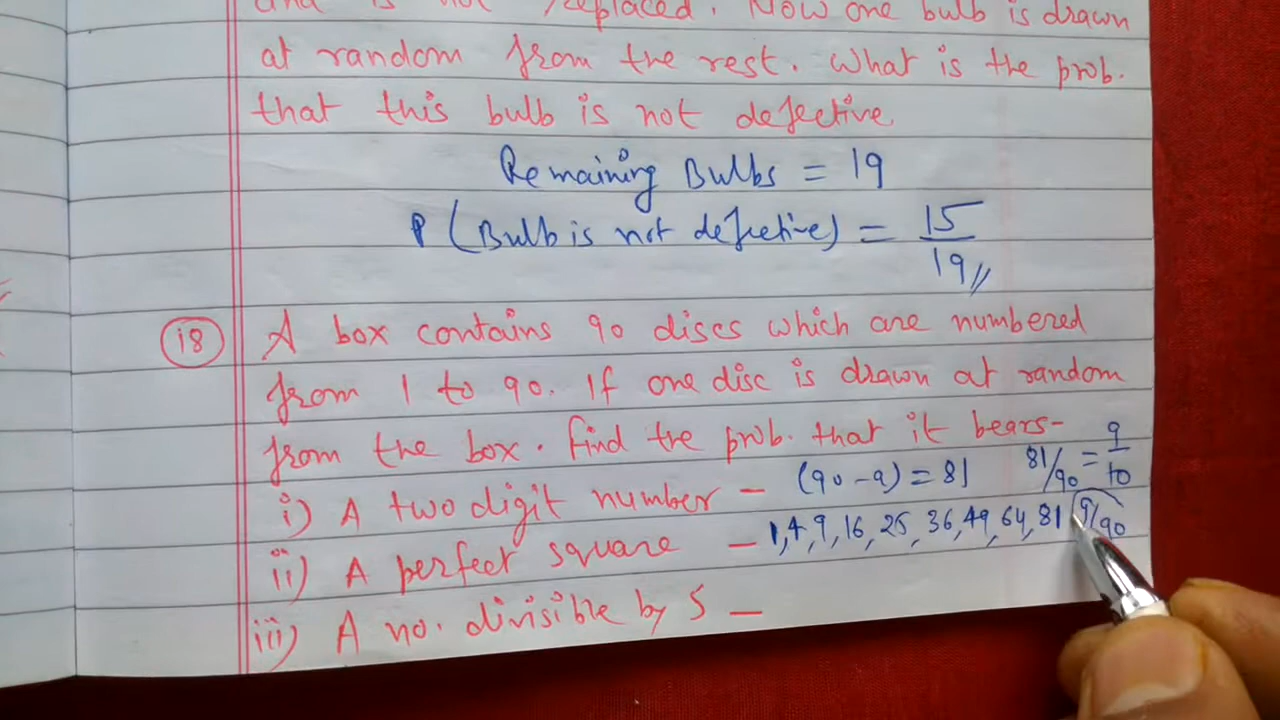 and is not replaced. Now one bulb is drawn
at random from the rest. What is the prob.
that this bulb is not defective
Remaining Bulbs = 19
P (Bulb is not defective) = 15/19 //
18 A box contains 90 discs which are numbered
from 1 to 90. If one disc is drawn at random
from the box. Find the prob. that it bears-
i) A two digit number - (90-9) = 81 81/90 = 9/10
ii) A perfect square - 1,4,9,16,25,36,49,64,81 9/90
iii) A no. divisible by 5 -